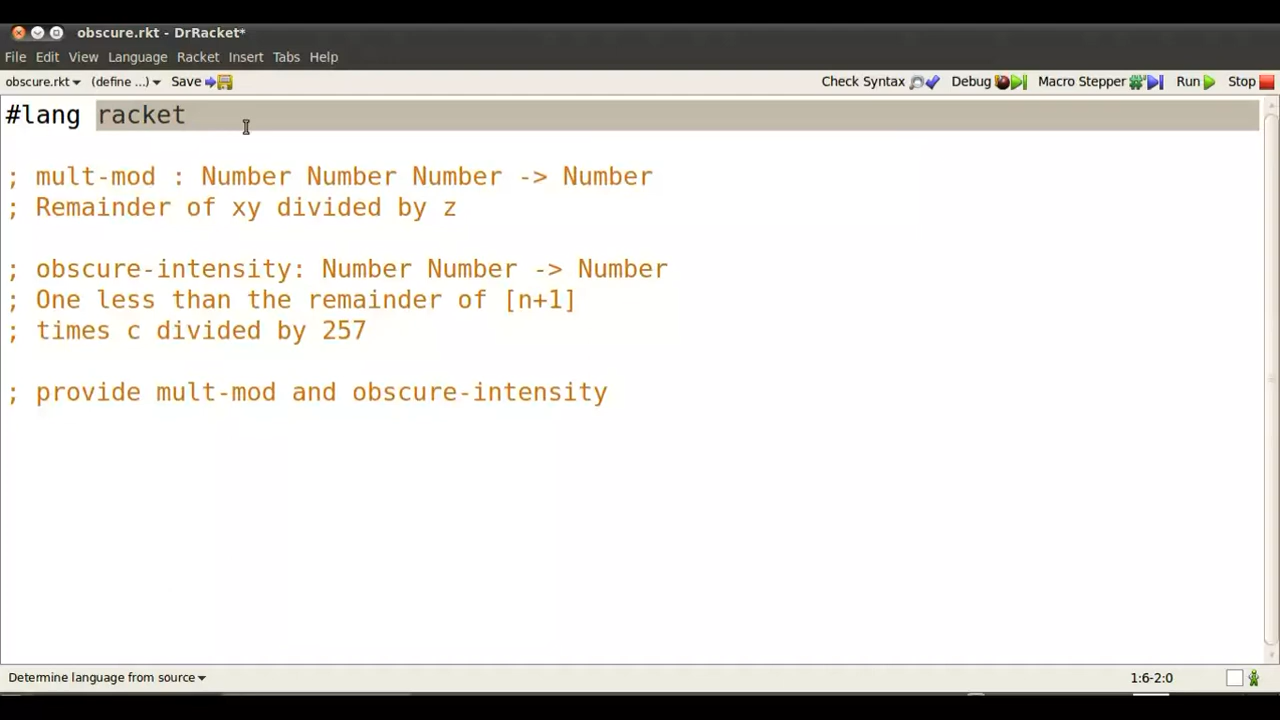 obscure.rkt - DrRacket*
File Edit View Language Racket Insert Tabs Help
obscure.rkt (define ...) Save Check Syntax Debug Macro Stepper Run Stop
#lang racket
; mult-mod : Number Number Number -> Number
; Remainder of xy divided by z
; obscure-intensity: Number Number -> Number
; One less than the remainder of [n+1]
; times c divided by 257
; provide mult-mod and obscure-intensity
Determine language from source 1:6-2:0